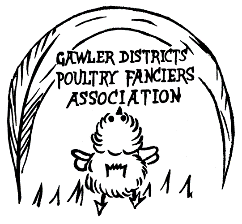 GAWLER DISTRICTS'
POULTRY FANCIERS
ASSOCIATION